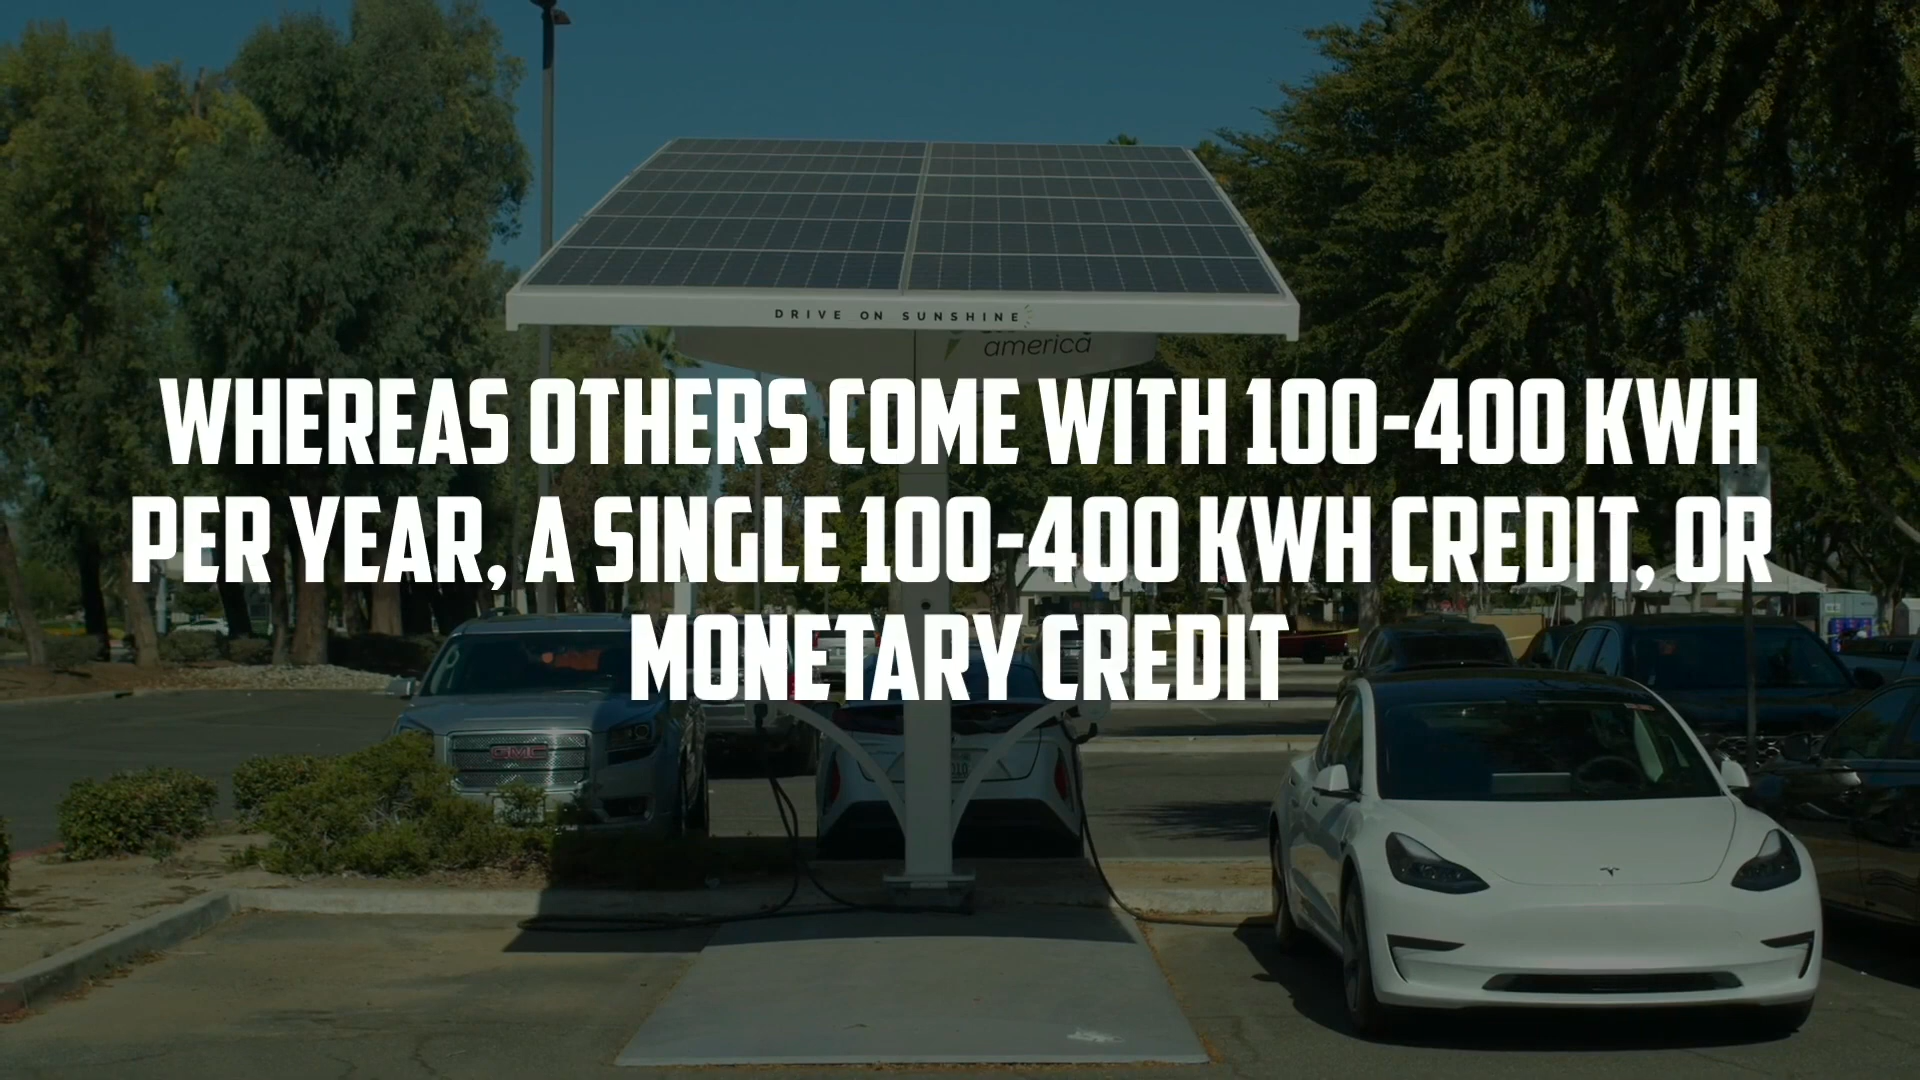 DRIVE ON SUNSHINE
america
WHEREAS OTHERS COME WITH 100-400 KWH
PER YEAR, A SINGLE 100-400 KWH CREDIT, OR
MONETARY CREDIT
GMC